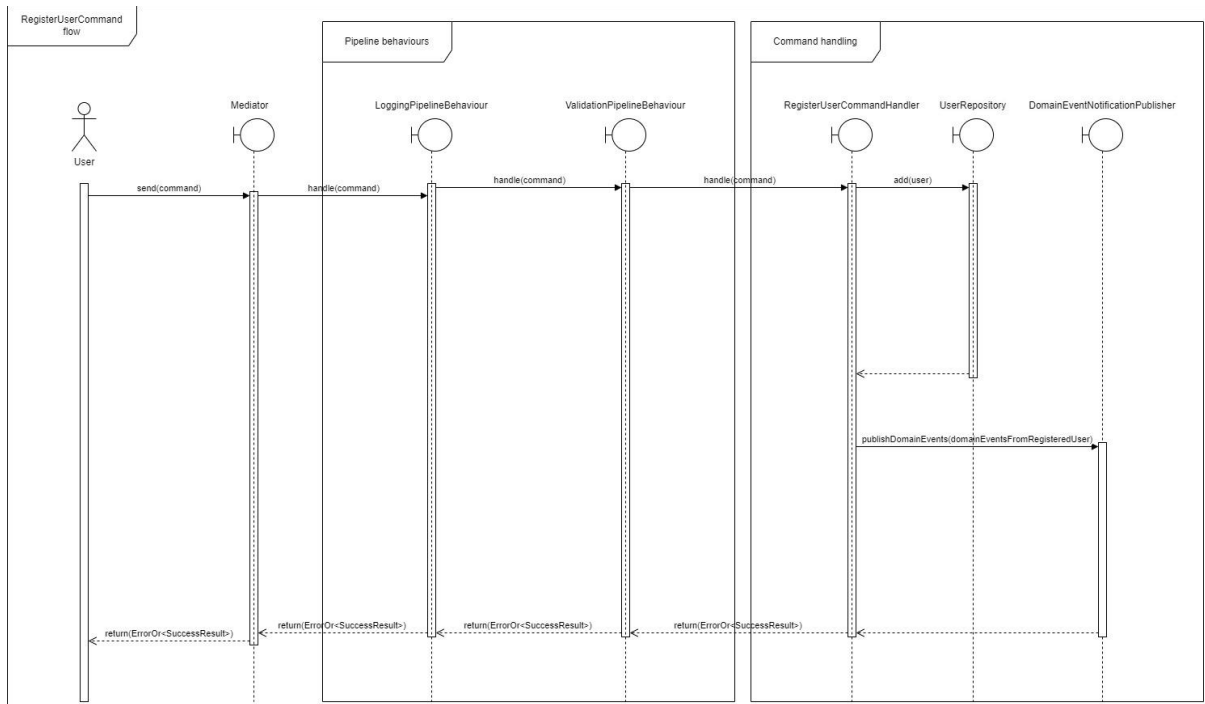 RegisterUserCommand
flow
Pipeline behaviours
Command handling
User
Mediator
LoggingPipelineBehaviour
ValidationPipelineBehaviour
RegisterUserCommandHandler
UserRepository
DomainEventNotificationPublisher
send(command)
handle(command)
handle(command)
handle(command)
add(user)
publishDomainEvents(domainEventsFromRegisteredUser)
return(ErrorOr<SuccessResult>)
return(ErrorOr<SuccessResult>)
return(ErrorOr<SuccessResult>)
return(ErrorOr<SuccessResult>)